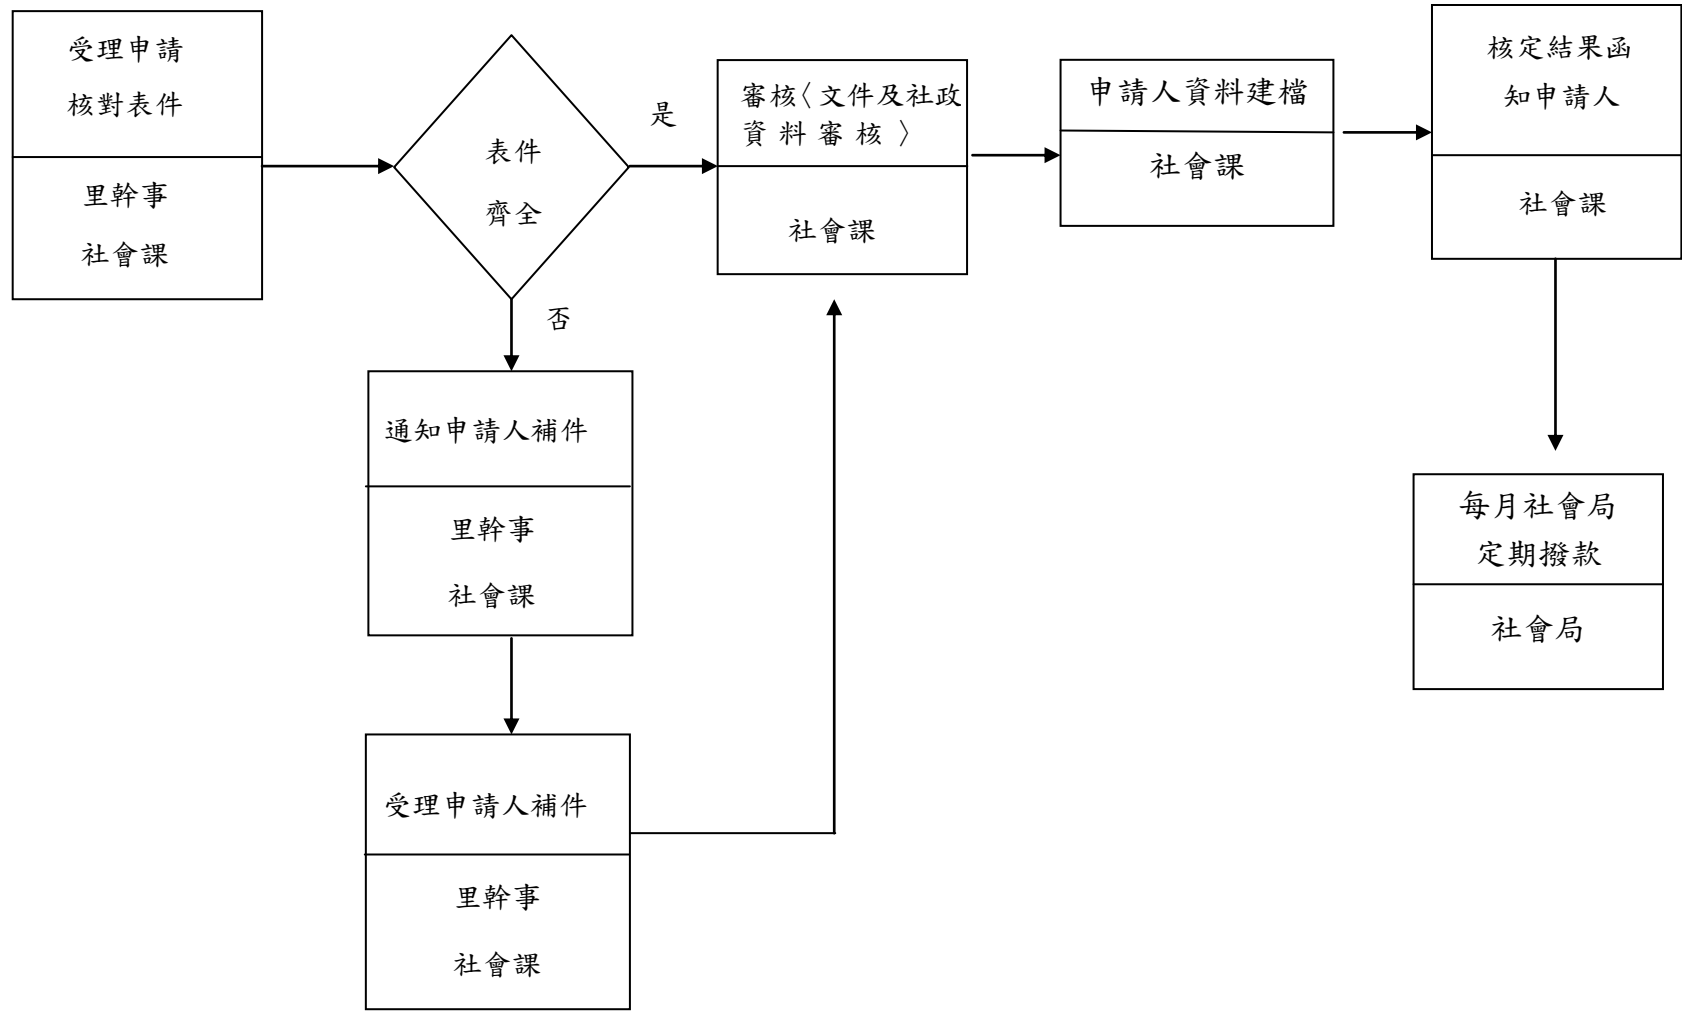 受理申請
核對表件
里幹事
社會課
表件
齊全
是
否
審核〈文件及社政
資料審核〉
社會課
申請人資料建檔
社會課
核定結果函
知申請人
社會課
每月社會局
定期撥款
社會局
通知申請人補件
里幹事
社會課
受理申請人補件
里幹事
社會課